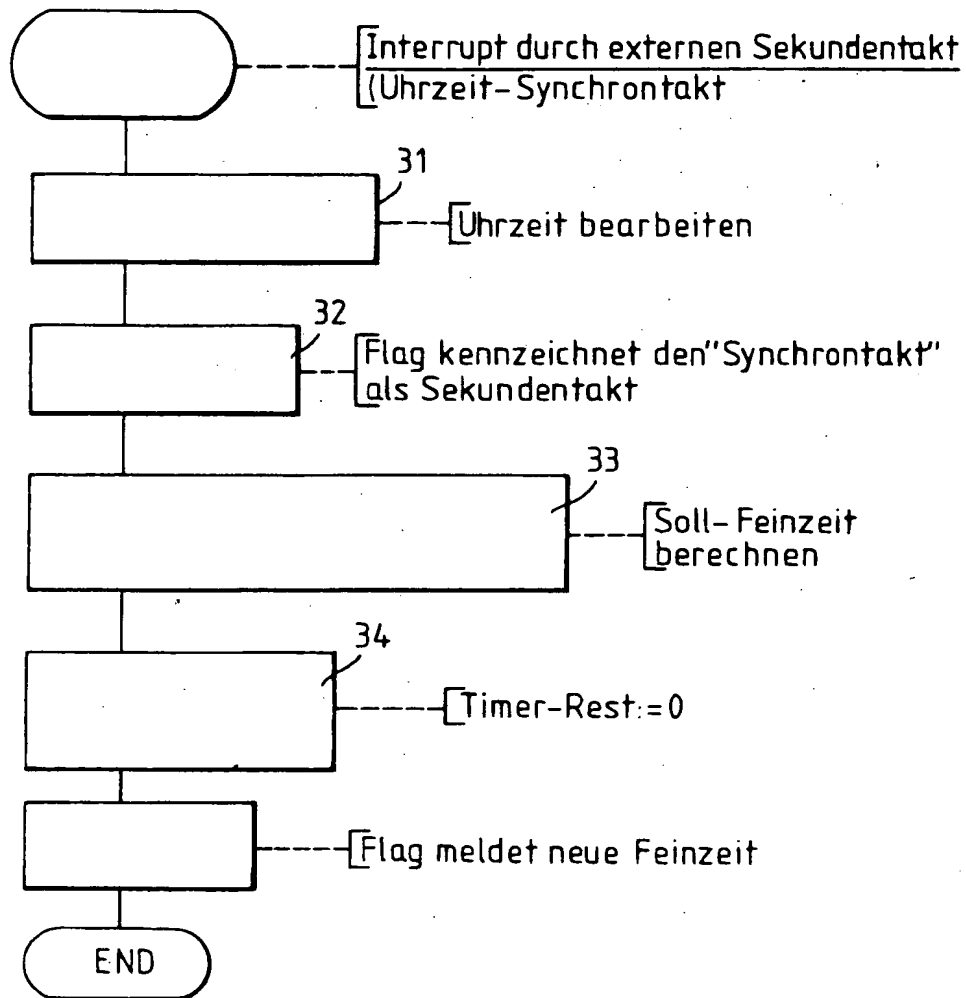 Interrupt durch externen Sekundentakt
(Uhrzeit-Synchrontakt
31
Uhrzeit bearbeiten
32
Flag kennzeichnet den "Synchrontakt"
als Sekundentakt
33
Soll-Feinzeit
berechnen
34
Timer-Rest:=0
Flag meldet neue Feinzeit
END